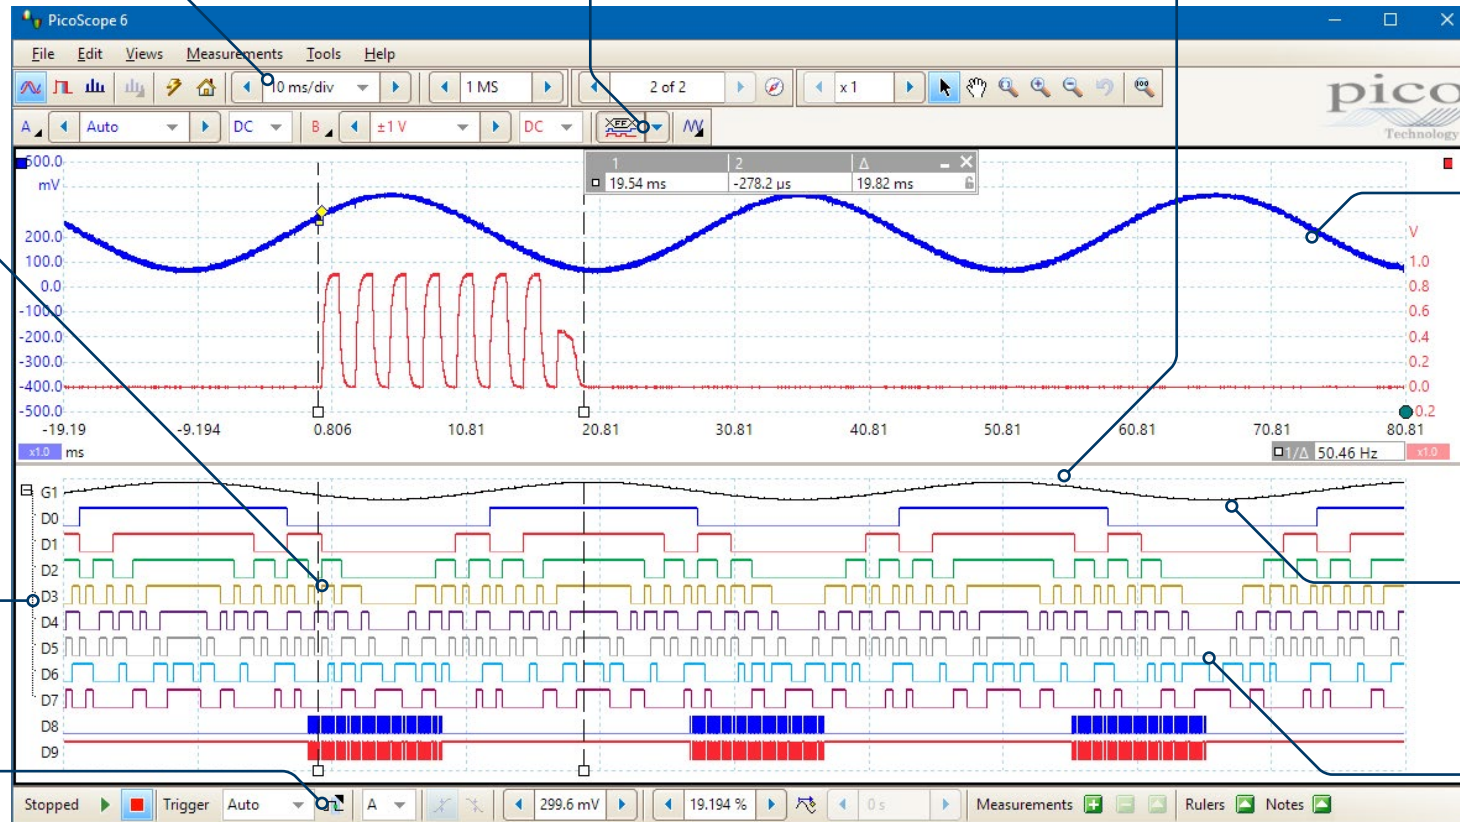 PicoScope 6
File Edit Views Measurements Tools Help
10 ms/div 1 MS 2 of 2 x1
pico
Technology
A Auto DC B ±1 V DC
1 2 Δ
19.54 ms -278.2 µs 19.82 ms
500.0
mV
200.0
100.0
0.0
-100.0
-200.0
-300.0
-400.0
-500.0
V
1.0
0.8
0.6
0.4
0.2
0.0
0.2
-19.19 -9.194 0.806 10.81 20.81 30.81 40.81 50.81 60.81 70.81 80.81
x1.0 ms 1/Δ 50.46 Hz x1.0
G1
D0
D1
D2
D3
D4
D5
D6
D7
D8
D9
Stopped Trigger Auto A 299.6 mV 19.194 % 0 s Measurements Rulers Notes